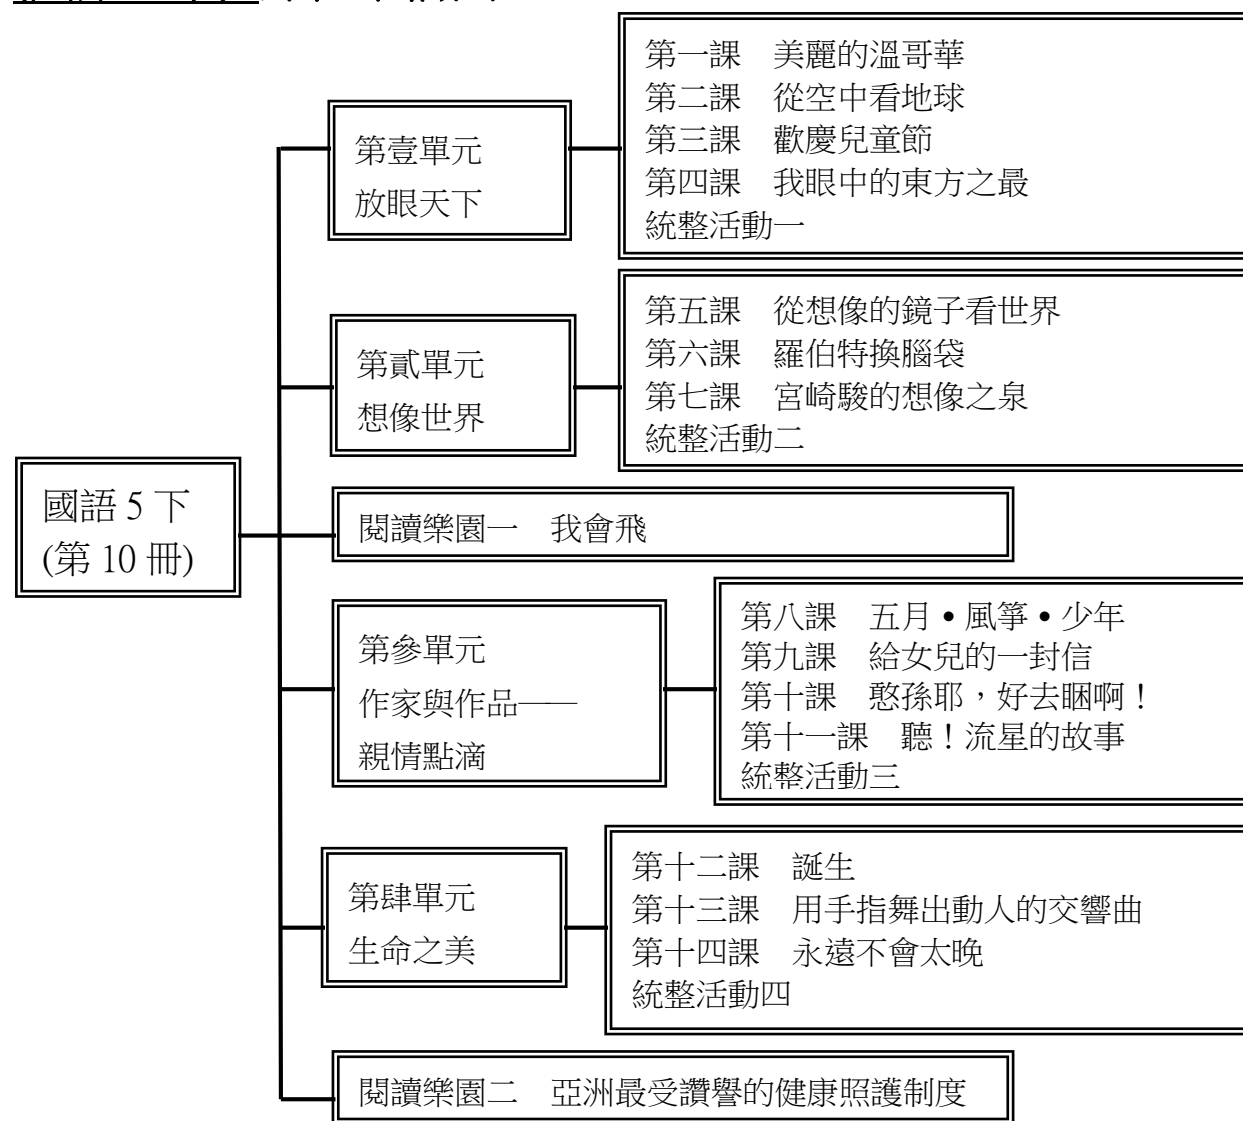 國語 5 下
(第 10 冊)
第壹單元
放眼天下
第一課　美麗的溫哥華
第二課　從空中看地球
第三課　歡慶兒童節
第四課　我眼中的東方之最
統整活動一
第貳單元
想像世界
第五課　從想像的鏡子看世界
第六課　羅伯特換腦袋
第七課　宮崎駿的想像之泉
統整活動二
閱讀樂園一　我會飛
第參單元
作家與作品——
親情點滴
第八課　五月•風箏•少年
第九課　給女兒的一封信
第十課　憨孫耶，好去睏啊！
第十一課　聽！流星的故事
統整活動三
第肆單元
生命之美
第十二課　誕生
第十三課　用手指舞出動人的交響曲
第十四課　永遠不會太晚
統整活動四
閱讀樂園二　亞洲最受讚譽的健康照護制度